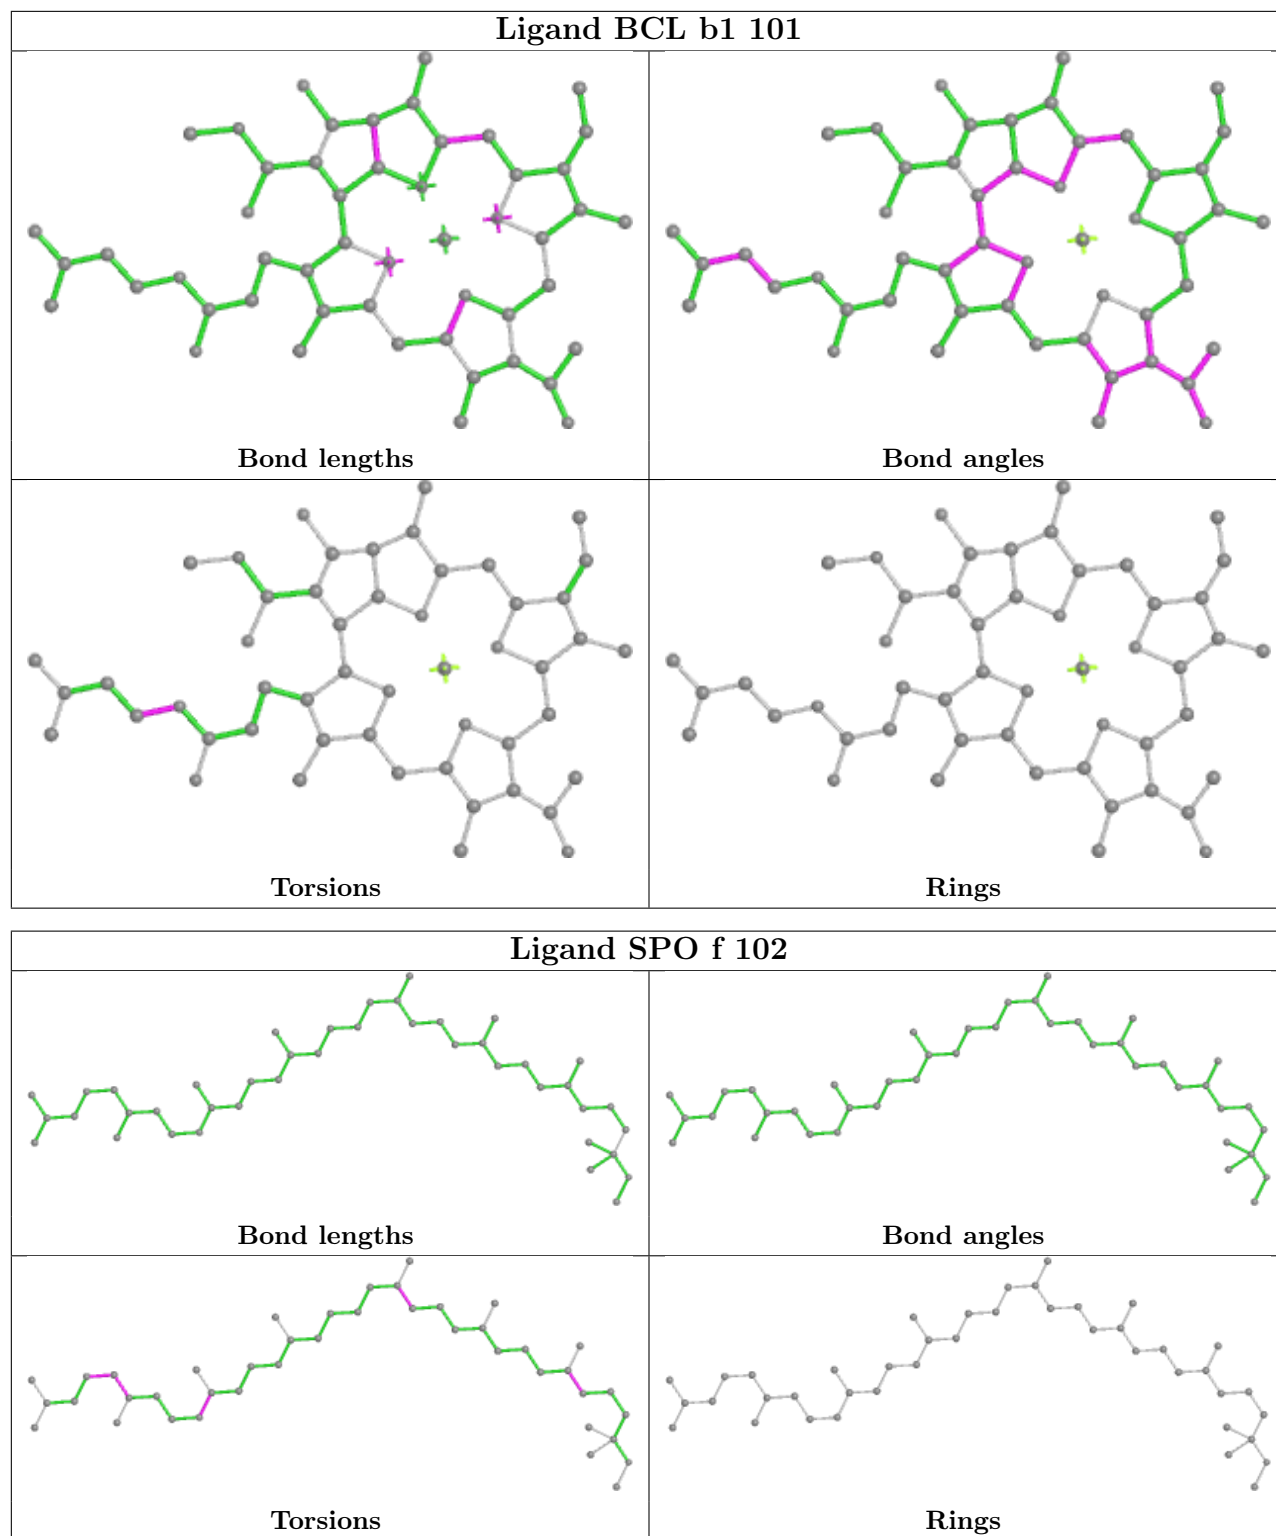 Ligand BCL b1 101
Bond lengths
Bond angles
Torsions
Rings
Ligand SPO f 102
Bond lengths
Bond angles
Torsions
Rings